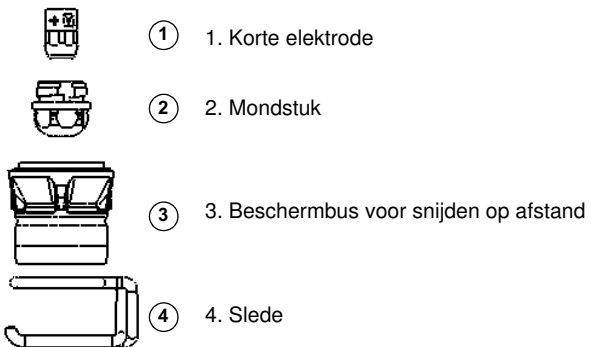 1 1. Korte elektrode
2 2. Mondstuk
3 3. Beschermbus voor snijden op afstand
4 4. Slede